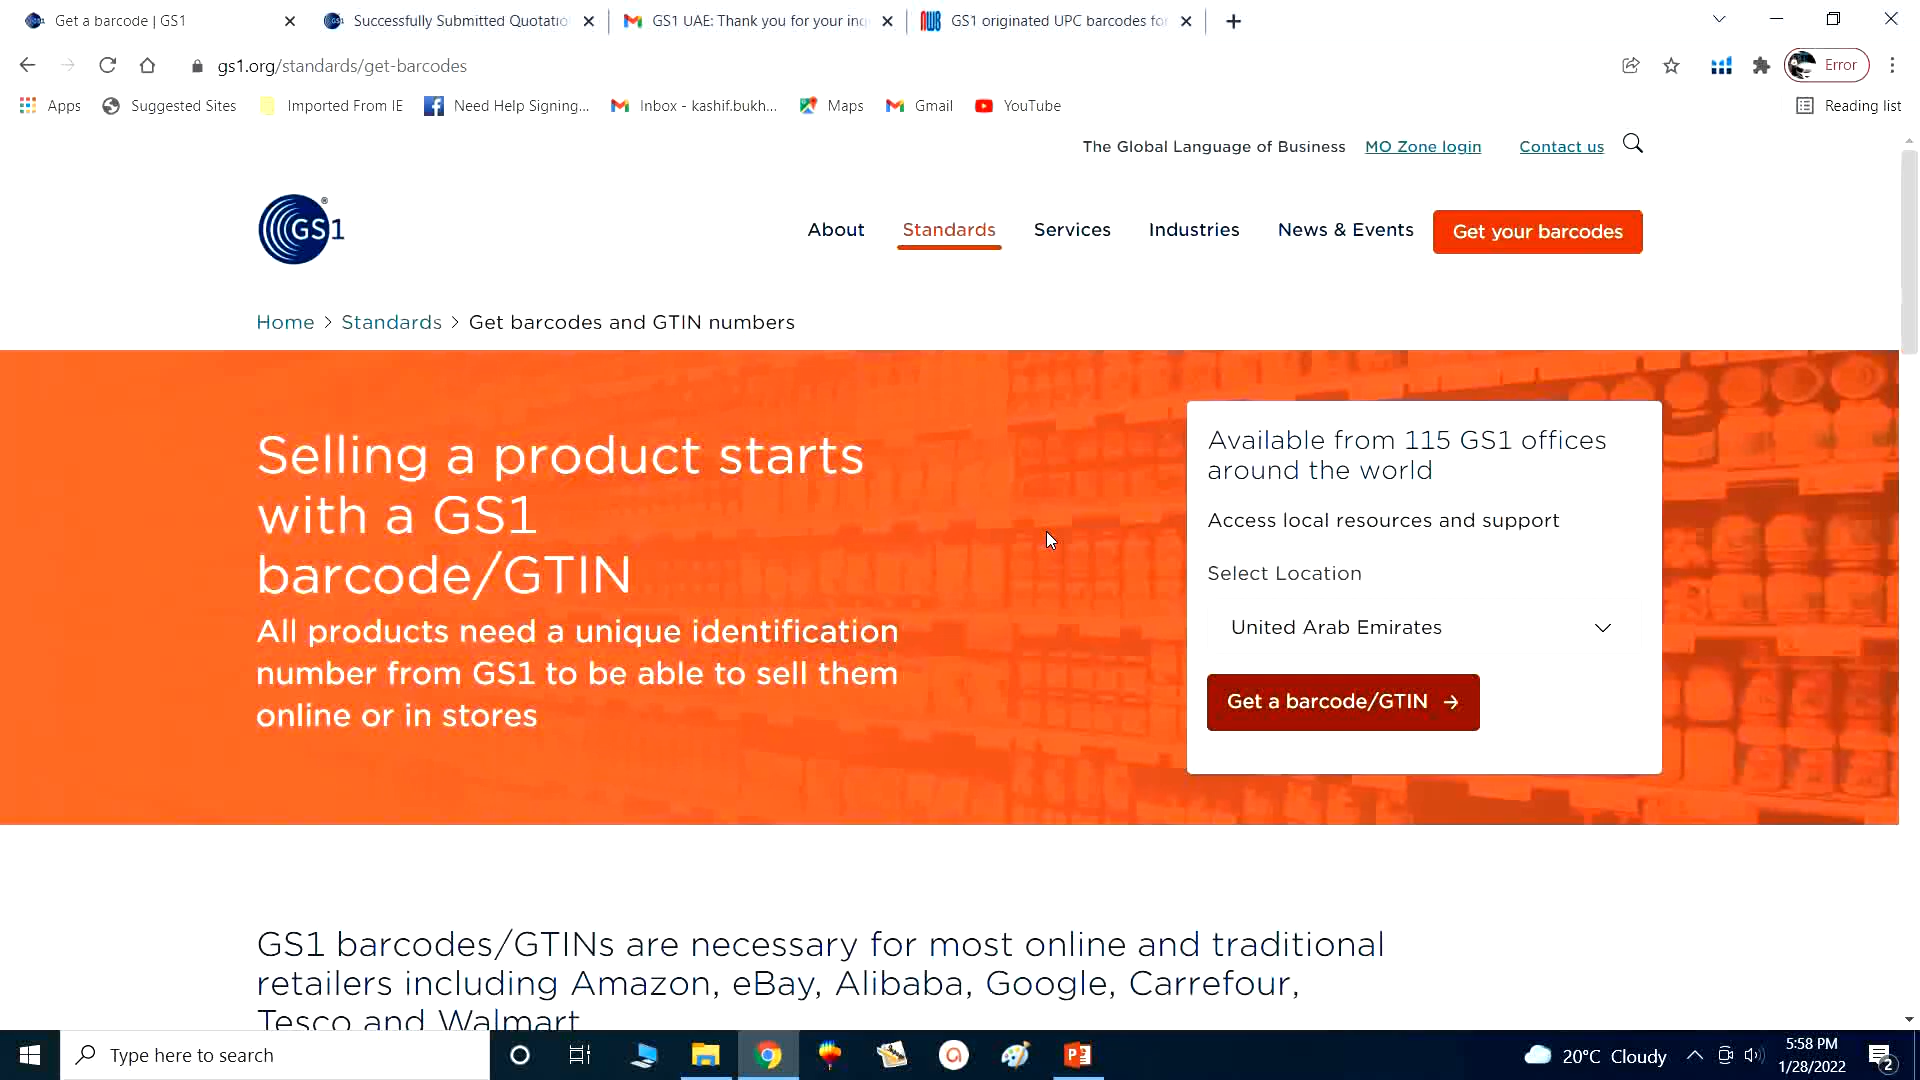 Get a barcode | GS1
Successfully Submitted Quotatio
GS1 UAE: Thank you for your inq
GS1 originated UPC barcodes for
gs1.org/standards/get-barcodes
Error
Apps
Suggested Sites
Imported From IE
Need Help Signing...
Inbox - kashif.bukh...
Maps
Gmail
YouTube
Reading list
The Global Language of Business
MO Zone login
Contact us
GS1
About
Standards
Services
Industries
News & Events
Get your barcodes
Home > Standards > Get barcodes and GTIN numbers
Selling a product starts
with a GS1
barcode/GTIN
All products need a unique identification
number from GS1 to be able to sell them
online or in stores
Available from 115 GS1 offices
around the world
Access local resources and support
Select Location
United Arab Emirates
Get a barcode/GTIN →
GS1 barcodes/GTINs are necessary for most online and traditional
retailers including Amazon, eBay, Alibaba, Google, Carrefour,
Tesco and Walmart
Type here to search
20°C Cloudy
5:58 PM
1/28/2022
2